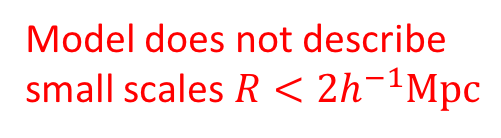 Model does not describe
small scales R < 2h⁻¹Mpc